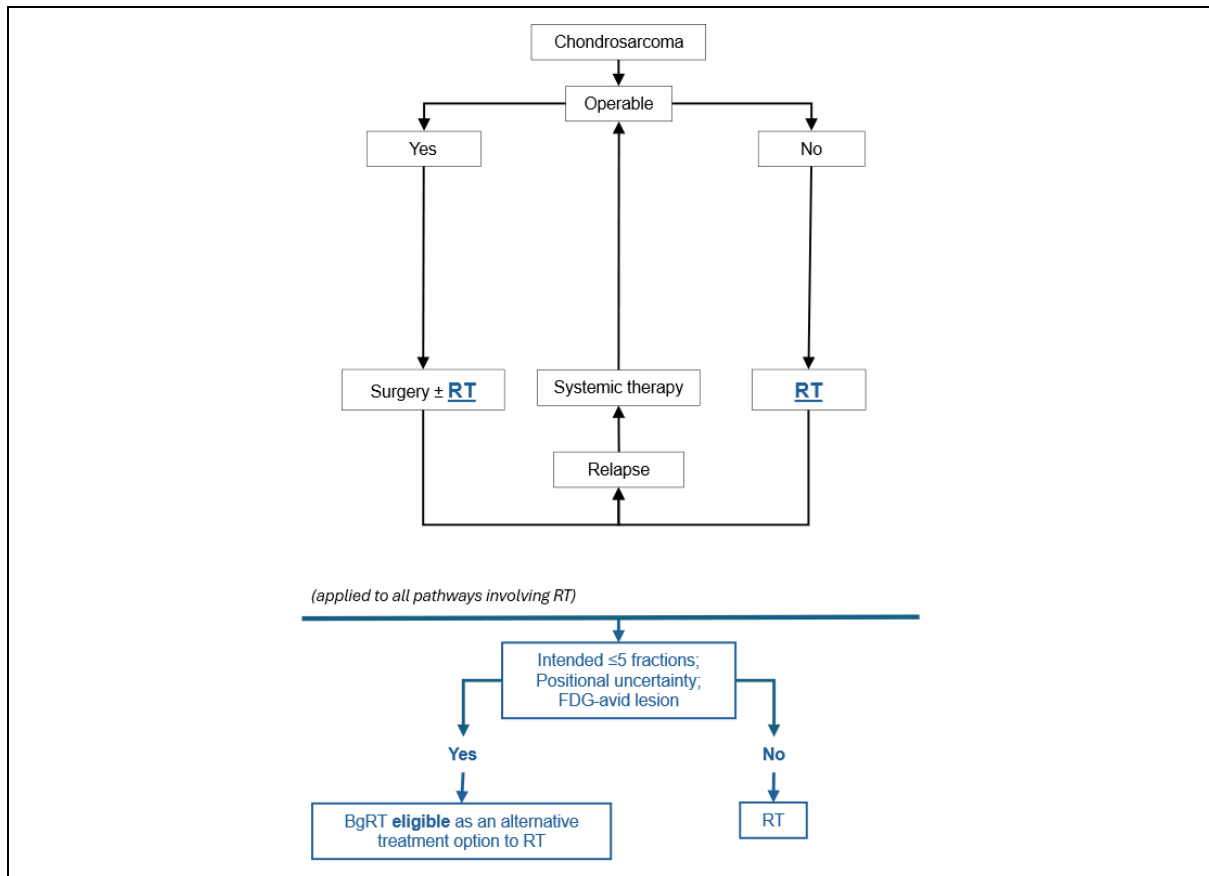 Chondrosarcoma
Operable
Yes
No
Surgery ± RT
Systemic therapy
RT
Relapse
(applied to all pathways involving RT)
Intended ≤5 fractions;
Positional uncertainty;
FDG-avid lesion
Yes
No
BgRT eligible as an alternative
treatment option to RT
RT